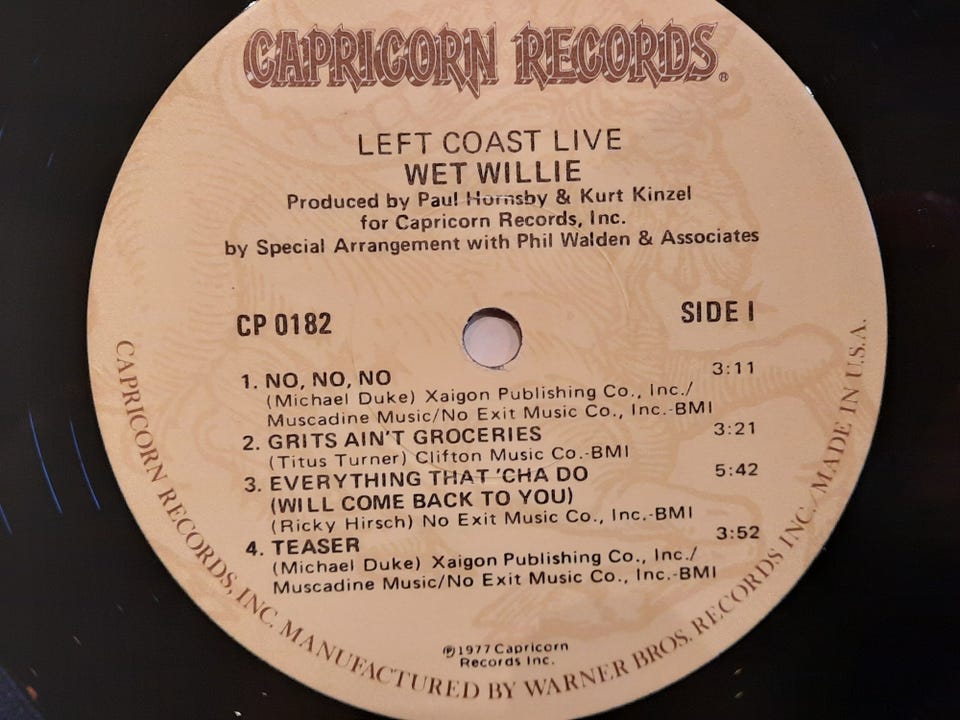 CAPRICORN RECORDS®
LEFT COAST LIVE
WET WILLIE
Produced by Paul Hornsby & Kurt Kinzel
for Capricorn Records, Inc.
by Special Arrangement with Phil Walden & Associates
CP 0182
SIDE I
1. NO, NO, NO 3:11
(Michael Duke) Xaigon Publishing Co., Inc./
Muscadine Music/No Exit Music Co., Inc.-BMI
2. GRITS AIN'T GROCERIES 3:21
(Titus Turner) Clifton Music Co.-BMI
3. EVERYTHING THAT 'CHA DO 5:42
(WILL COME BACK TO YOU)
(Ricky Hirsch) No Exit Music Co., Inc.-BMI
4. TEASER 3:52
(Michael Duke) Xaigon Publishing Co., Inc./
Muscadine Music/No Exit Music Co., Inc.-BMI
℗1977 Capricorn
Records Inc.
CAPRICORN RECORDS, INC. MANUFACTURED BY WARNER BROS. RECORDS INC. MADE IN U.S.A.